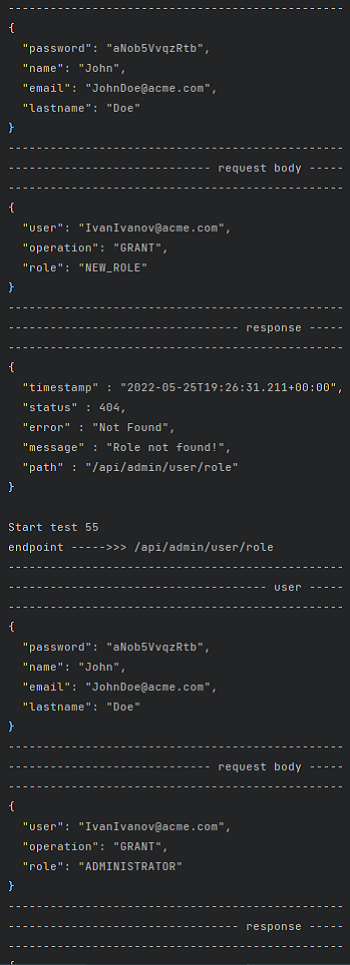 ------------------------------------------------
{
  "password": "aNob5VvqzRtb",
  "name": "John",
  "email": "JohnDoe@acme.com",
  "lastname": "Doe"
}
------------------------------------------------
----------------------------- request body -----
------------------------------------------------
{
  "user": "IvanIvanov@acme.com",
  "operation": "GRANT",
  "role": "NEW_ROLE"
}
------------------------------------------------
--------------------------------- response -----
------------------------------------------------
{
  "timestamp" : "2022-05-25T19:26:31.211+00:00",
  "status" : 404,
  "error" : "Not Found",
  "message" : "Role not found!",
  "path" : "/api/admin/user/role"
}

Start test 55
endpoint ----->>> /api/admin/user/role
------------------------------------------------
------------------------------------- user -----
------------------------------------------------
{
  "password": "aNob5VvqzRtb",
  "name": "John",
  "email": "JohnDoe@acme.com",
  "lastname": "Doe"
}
------------------------------------------------
----------------------------- request body -----
------------------------------------------------
{
  "user": "IvanIvanov@acme.com",
  "operation": "GRANT",
  "role": "ADMINISTRATOR"
}
------------------------------------------------
--------------------------------- response -----
------------------------------------------------
{